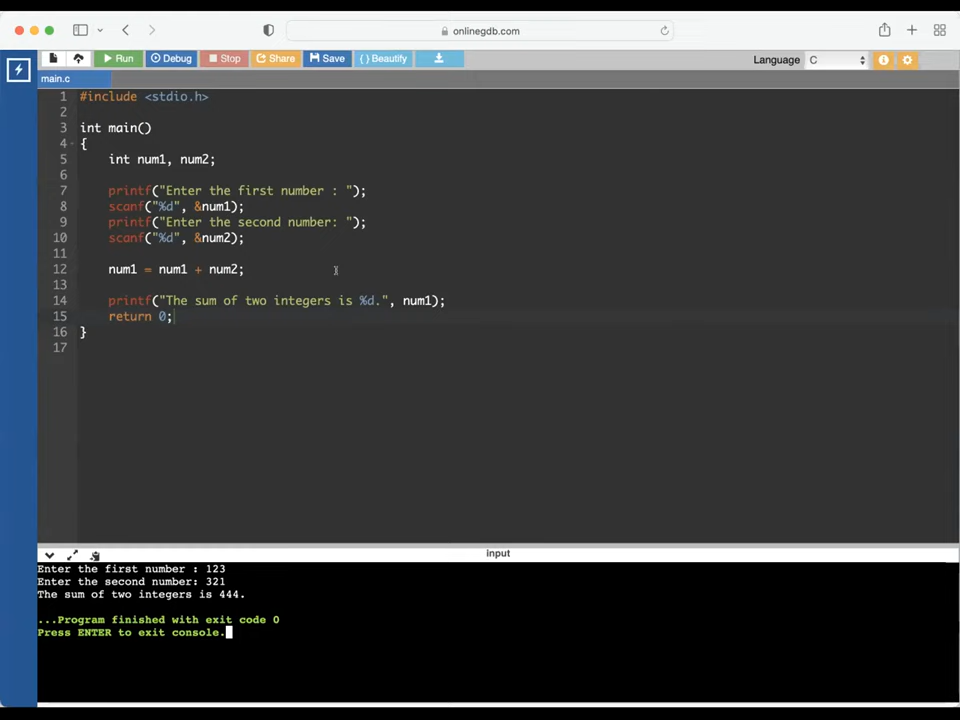 onlinegdb.com
Run Debug Stop Share Save { } Beautify Language C
main.c
1 #include <stdio.h>
2
3 int main()
4 {
5 int num1, num2;
6
7 printf("Enter the first number : ");
8 scanf("%d", &num1);
9 printf("Enter the second number: ");
10 scanf("%d", &num2);
11
12 num1 = num1 + num2;
13
14 printf("The sum of two integers is %d.", num1);
15 return 0;
16 }
17
input
Enter the first number : 123
Enter the second number: 321
The sum of two integers is 444.
...Program finished with exit code 0
Press ENTER to exit console.